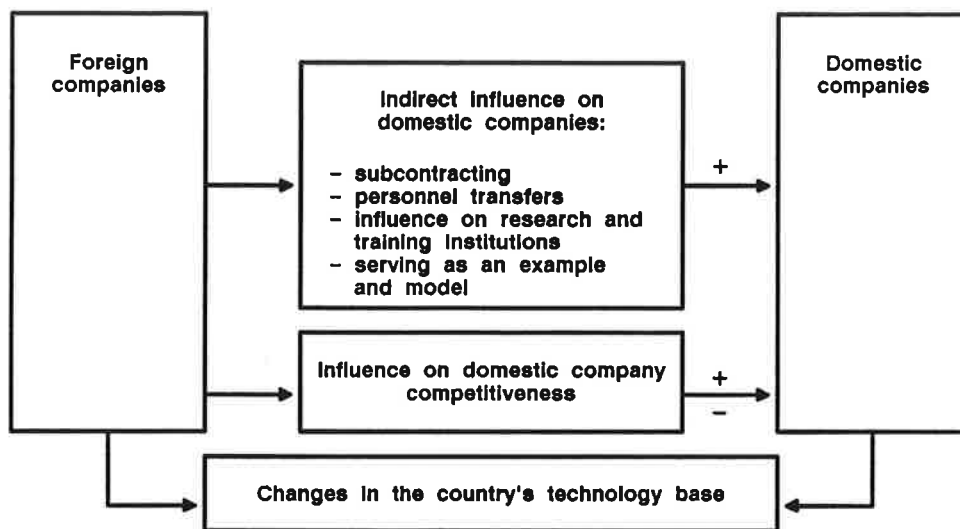 Foreign
companies
Indirect influence on
domestic companies:
– subcontracting
– personnel transfers
– influence on research and
training institutions
– serving as an example
and model
+
Domestic
companies
Influence on domestic company
competitiveness
+
–
Changes in the country's technology base